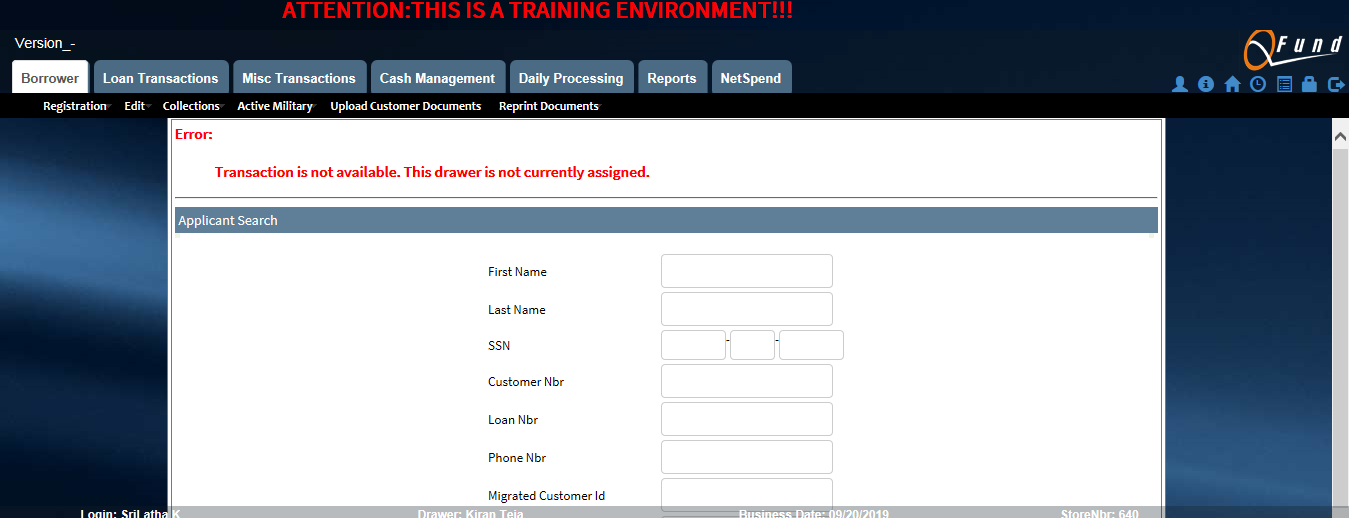 ATTENTION:THIS IS A TRAINING ENVIRONMENT!!!
Version_-
QFund
Borrower Loan Transactions Misc Transactions Cash Management Daily Processing Reports NetSpend
Registration Edit Collections Active Military Upload Customer Documents Reprint Documents
Error:
Transaction is not available. This drawer is not currently assigned.
Applicant Search
First Name
Last Name
SSN - -
Customer Nbr
Loan Nbr
Phone Nbr
Migrated Customer Id
Login: SriLatha K Drawer: Kiran Teja Business Date: 09/20/2019 StoreNbr: 640